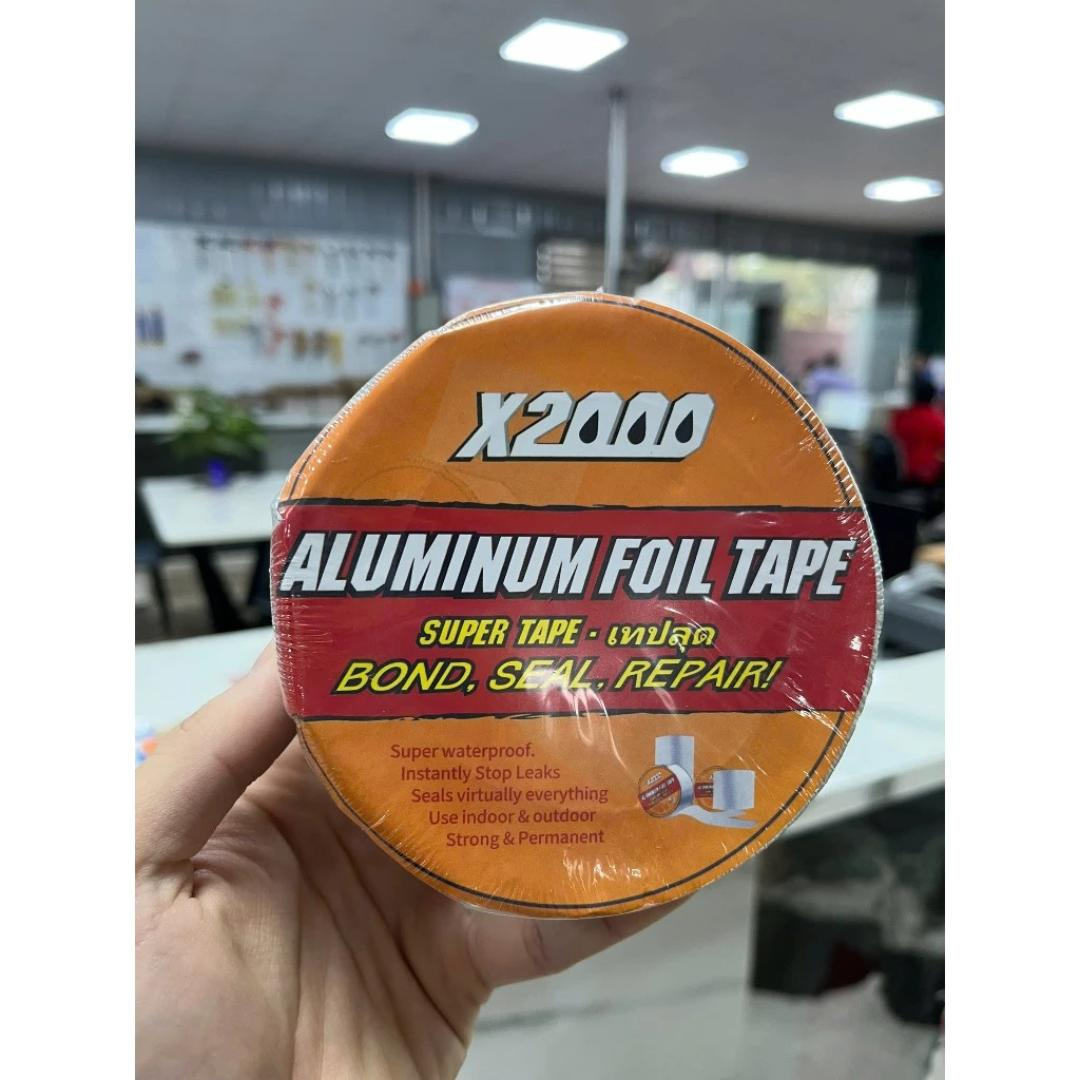 X2000
ALUMINUM FOIL TAPE
SUPER TAPE - เทปลุด
BOND, SEAL, REPAIR!
Super waterproof.
Instantly Stop Leaks
Seals virtually everything
Use indoor & outdoor
Strong & Permanent